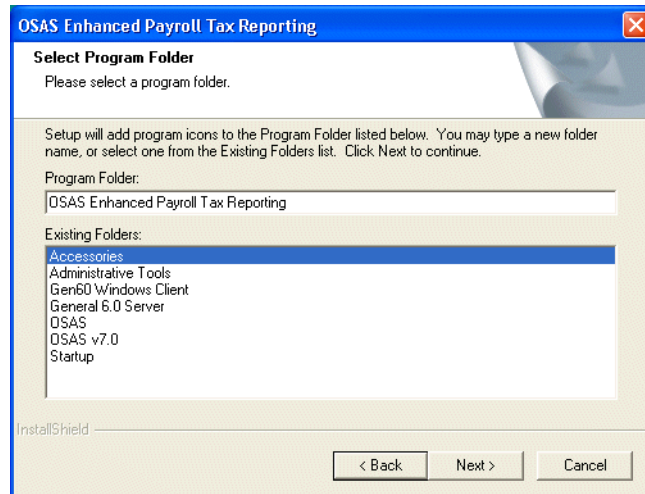 OSAS Enhanced Payroll Tax Reporting
Select Program Folder
Please select a program folder.
Setup will add program icons to the Program Folder listed below. You may type a new folder
name, or select one from the Existing Folders list. Click Next to continue.
Program Folder:
OSAS Enhanced Payroll Tax Reporting
Existing Folders:
Accessories
Administrative Tools
Gen60 Windows Client
General 6.0 Server
OSAS
OSAS v7.0
Startup
InstallShield
< Back Next > Cancel